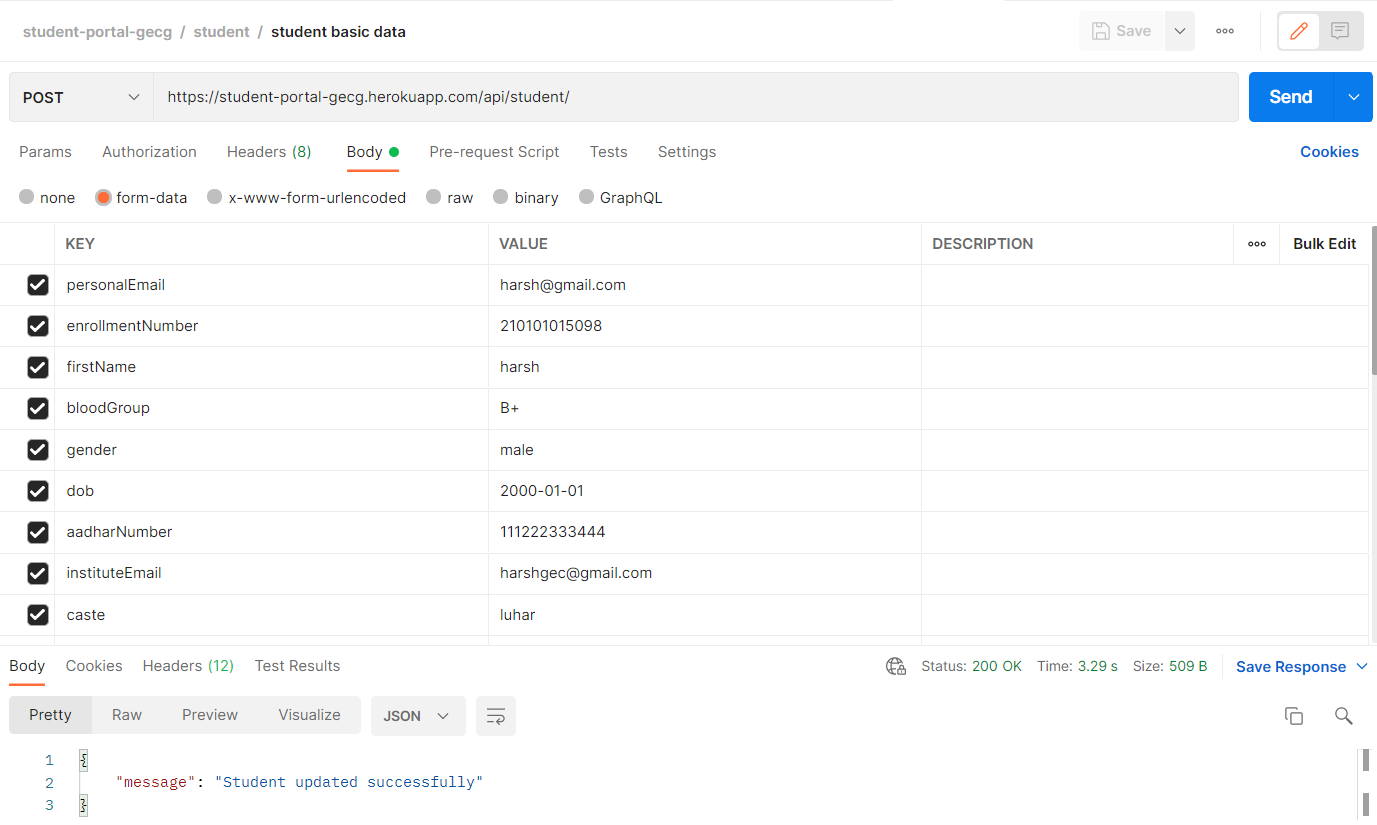 student-portal-gecg / student / student basic data Save ooo
POST https://student-portal-gecg.herokuapp.com/api/student/ Send
Params Authorization Headers (8) Body Pre-request Script Tests Settings Cookies
none form-data x-www-form-urlencoded raw binary GraphQL
KEY VALUE DESCRIPTION ooo Bulk Edit
personalEmail harsh@gmail.com
enrollmentNumber 210101015098
firstName harsh
bloodGroup B+
gender male
dob 2000-01-01
aadharNumber 111222333444
instituteEmail harshgec@gmail.com
caste luhar
Body Cookies Headers (12) Test Results Status: 200 OK Time: 3.29 s Size: 509 B Save Response
Pretty Raw Preview Visualize JSON
1 {
2 "message": "Student updated successfully"
3 }